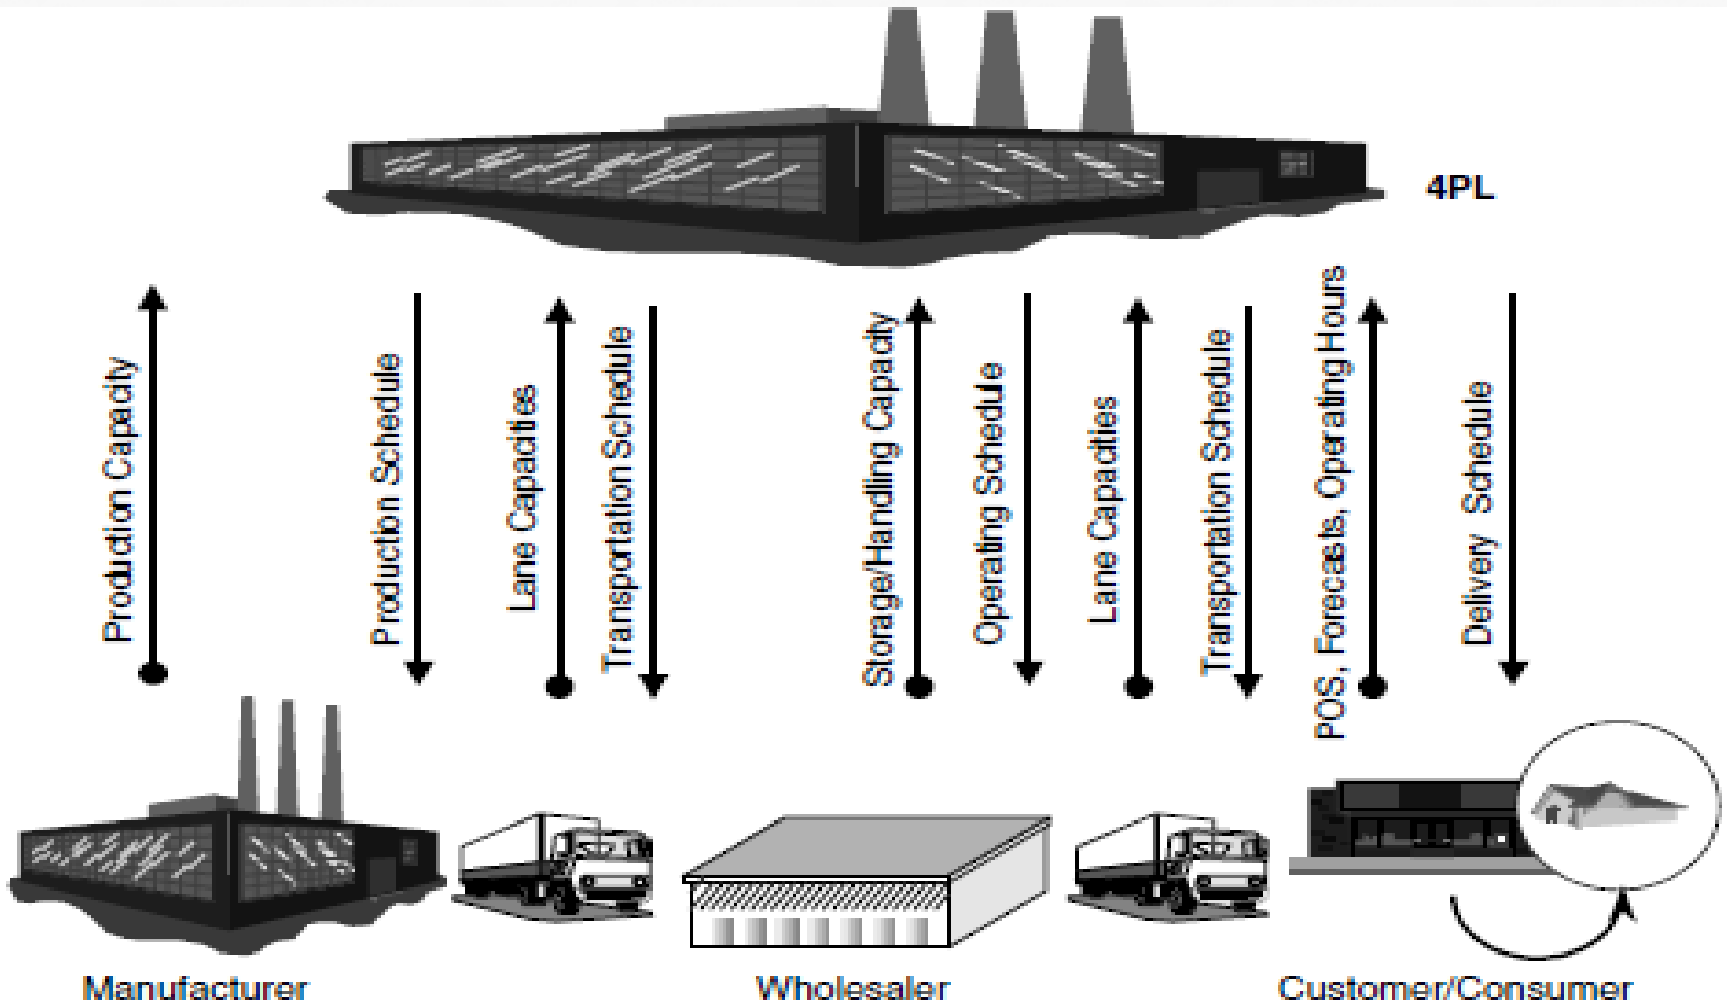 4PL
Production Capacity
Production Schedule
Lane Capacities
Transportation Schedule
Storage/Handling Capacity
Operating Schedule
Lane Capacities
Transportation Schedule
POS, Forecasts, Operating Hours
Delivery Schedule
Manufacturer
Wholesaler
Customer/Consumer